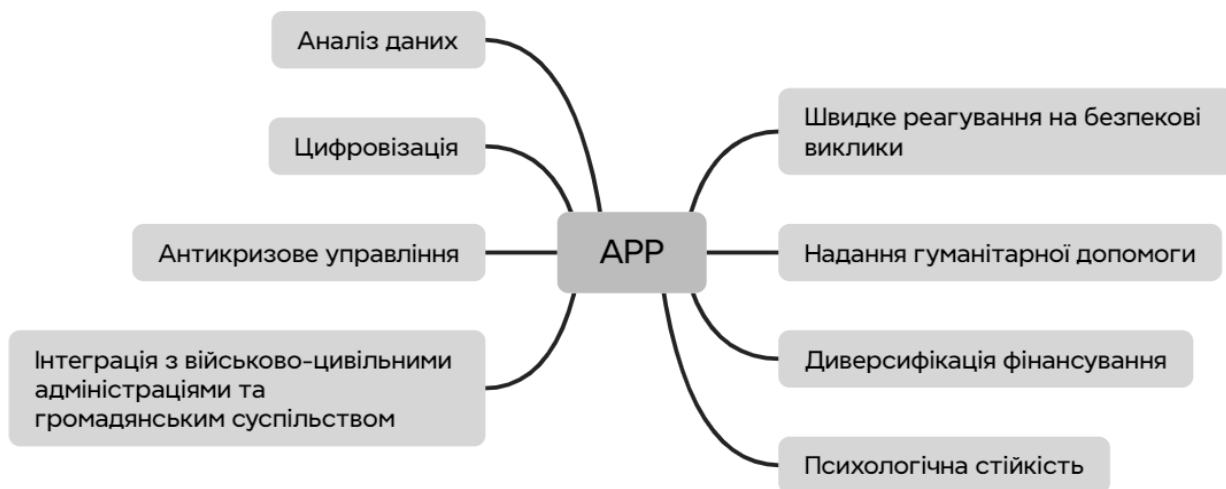 Аналіз даних
Цифровізація
Антикризове управління
Інтеграція з військово-цивільними
адміністраціями та
громадянським суспільством
АРР
Швидке реагування на безпекові
виклики
Надання гуманітарної допомоги
Диверсифікація фінансування
Психологічна стійкість